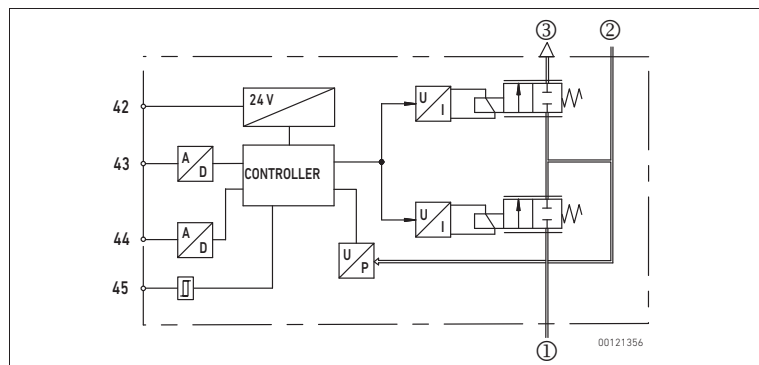 ③ ②
42
24 V
U
I
43
A
D
CONTROLLER
U
I
44
A
D
U
P
45
①
00121356